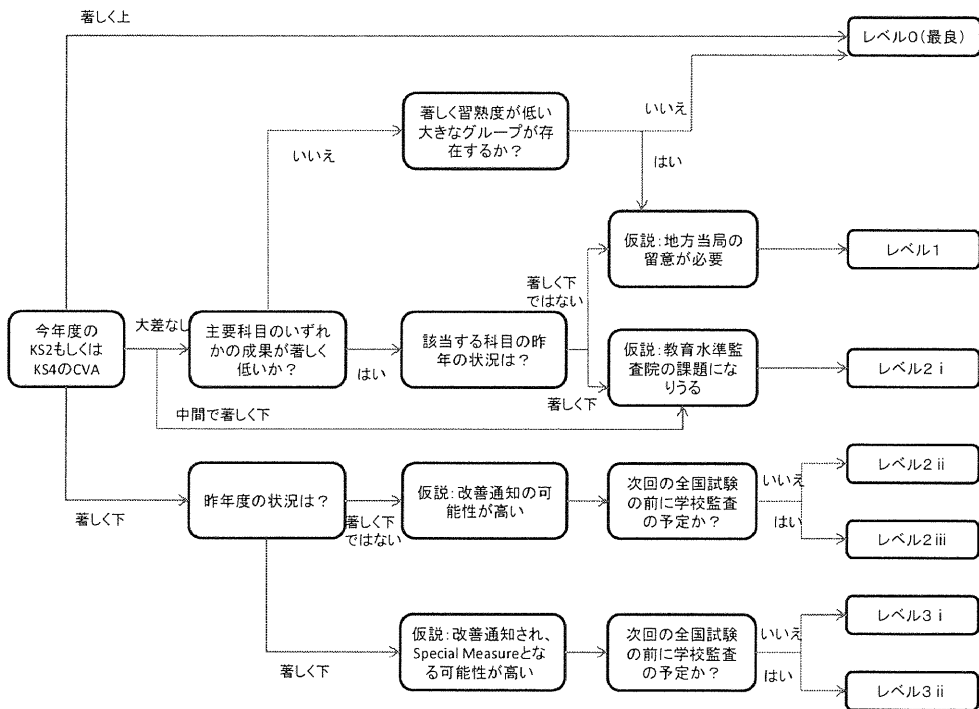 著しく上
レベル0(最良)
著しく習熟度が低い
大きなグループが存
在するか?
いいえ
いいえ
はい
仮説:地方当局の
留意が必要
レベル1
著しく下
ではない
今年度の
KS2もしくは
KS4のCVA
大差なし
主要科目のいずれ
かの成果が著しく
低いか?
はい
該当する科目の昨
年の状況は?
著しく下
仮説:教育水準監
査院の課題にな
りうる
レベル2ⅰ
中間で著しく下
著しく下
昨年度の状況は?
著しく下
ではない
仮説:改善通知の可
能性が高い
次回の全国試験
の前に学校監査
の予定か?
いいえ
はい
レベル2ⅱ
レベル2ⅲ
著しく下
仮説:改善通知され、
Special Measureとな
る可能性が高い
次回の全国試験
の前に学校監査
の予定か?
いいえ
はい
レベル3ⅰ
レベル3ⅱ